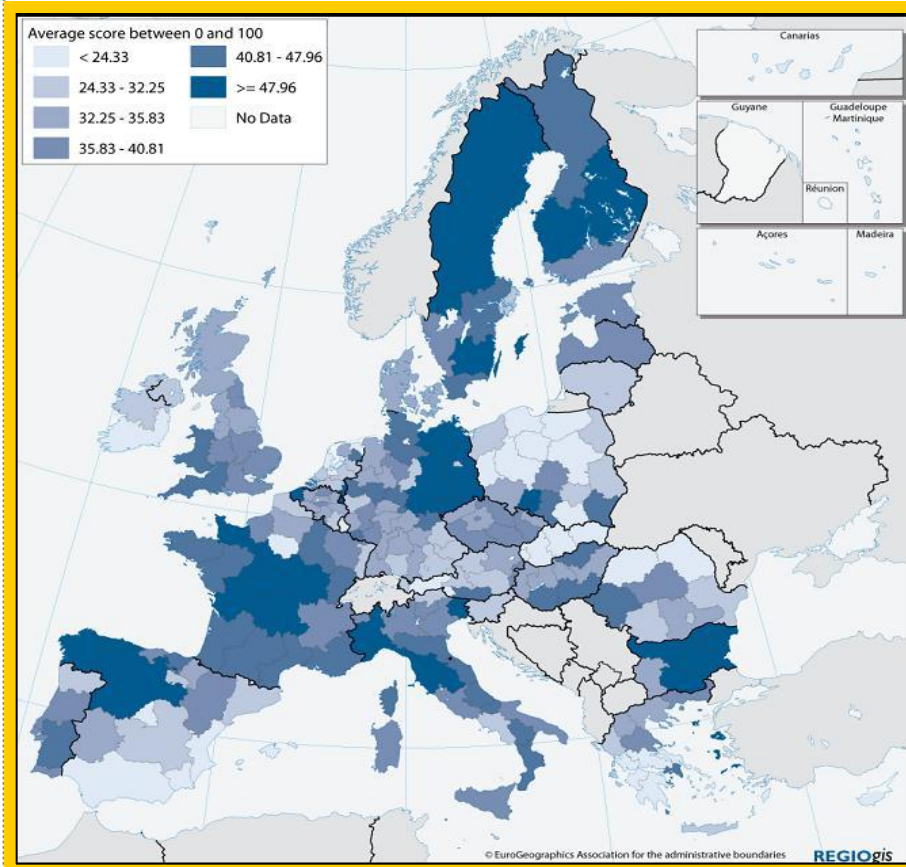 Average score between 0 and 100
< 24.33
24.33 - 32.25
32.25 - 35.83
35.83 - 40.81
40.81 - 47.96
>= 47.96
No Data
Canarias
Guyane
Guadeloupe
Martinique
Réunion
Açores
Madeira
© EuroGeographics Association for the administrative boundaries
REGIOgis